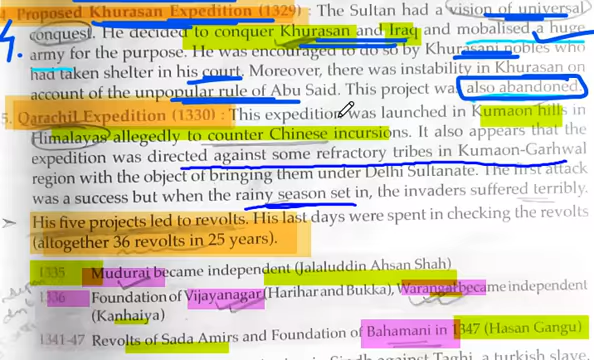 4. Proposed Khurasan Expedition (1329) : The Sultan had a vision of universal
conquest. He decided to conquer Khurasan and Iraq and mobalised a huge
army for the purpose. He was encouraged to do so by Khurasani nobles who
had taken shelter in his court. Moreover, there was instability in Khurasan on
account of the unpopular rule of Abu Said. This project was also abandoned.
5. Qarachil Expedition (1330) : This expedition was launched in Kumaon hills in
Himalayas allegedly to counter Chinese incursions. It also appears that the
expedition was directed against some refractory tribes in Kumaon-Garhwal
region with the object of bringing them under Delhi Sultanate. The first attack
was a success but when the rainy season set in, the invaders suffered terribly.
➢ His five projects led to revolts. His last days were spent in checking the revolts
(altogether 36 revolts in 25 years).
1335 Mudurai became independent (Jalaluddin Ahsan Shah)
1336 Foundation of Vijayanagar (Harihar and Bukka), Warangal became independent
(Kanhaiya)
1341-47 Revolts of Sada Amirs and Foundation of Bahamani in 1347 (Hasan Gangu)
in Sindh against Taghi, a turkish slave,